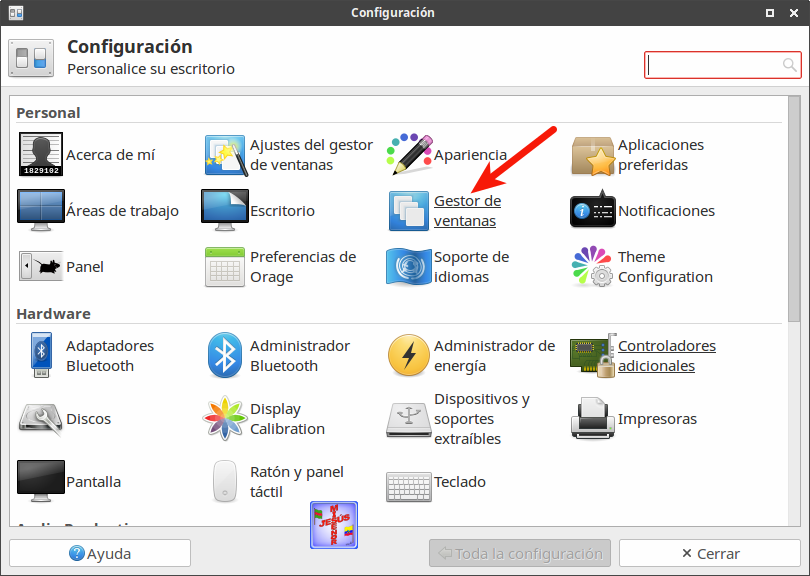 Configuración
Configuración
Personalice su escritorio
Personal
182910
Acerca de mí
Ajustes del gestor
de ventanas
Apariencia
Aplicaciones
preferidas
Áreas de trabajo
Escritorio
Gestor de
ventanas
Notificaciones
Panel
Preferencias de
Orage
Soporte de
idiomas
Theme
Configuration
Hardware
Adaptadores
Bluetooth
Administrador
Bluetooth
Administrador de
energía
Controladores
adicionales
Discos
Display
Calibration
Dispositivos y
soportes
extraíbles
Impresoras
Pantalla
Ratón y panel
táctil
Teclado
JESÚS
Ayuda
Toda la configuración
Cerrar